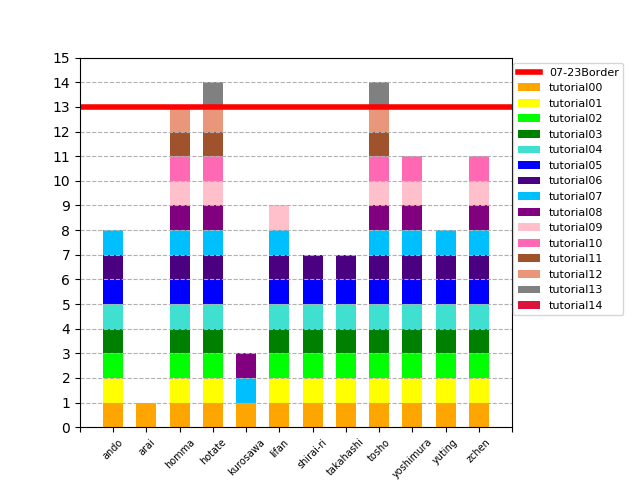 15
14
13
12
11
10
9
8
7
6
5
4
3
2
1
0
ando
arai
homma
hotate
kurosawa
lifan
shirai-ri
takahashi
tosho
yoshimura
yuting
zchen
07-23Border
tutorial00
tutorial01
tutorial02
tutorial03
tutorial04
tutorial05
tutorial06
tutorial07
tutorial08
tutorial09
tutorial10
tutorial11
tutorial12
tutorial13
tutorial14